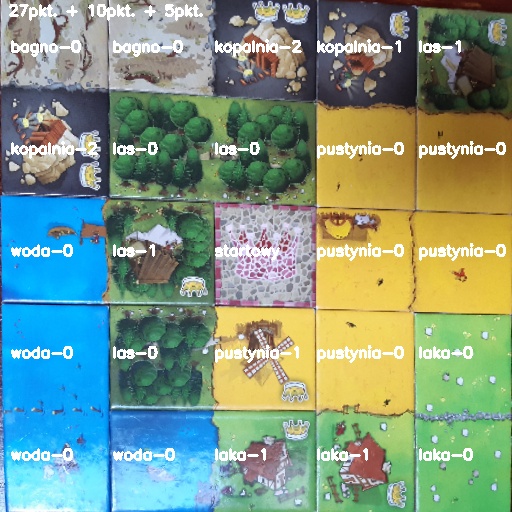 27pkt. + 10pkt. + 5pkt.
bagno-0 bagno-0 kopalnia-2 kopalnia-1 las-1
kopalnia-2 las-0 las-0 pustynia-0 pustynia-0
woda-0 las-1 startowy pustynia-0 pustynia-0
woda-0 las-0 pustynia-1 pustynia-0 laka-0
woda-0 woda-0 laka-1 laka-1 laka-0